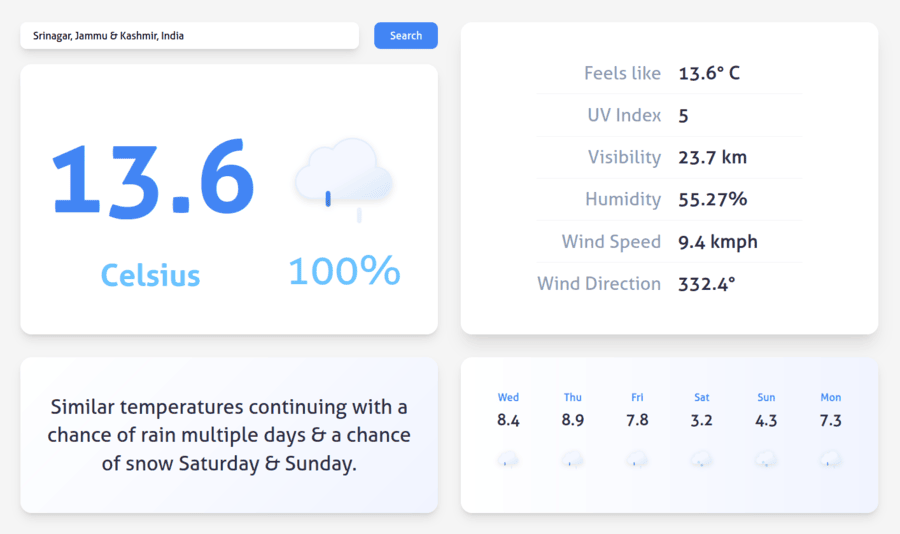 Srinagar, Jammu & Kashmir, India
Search
13.6
Celsius
100%
Feels like 13.6° C
UV Index 5
Visibility 23.7 km
Humidity 55.27%
Wind Speed 9.4 kmph
Wind Direction 332.4°
Similar temperatures continuing with a
chance of rain multiple days & a chance
of snow Saturday & Sunday.
Wed Thu Fri Sat Sun Mon
8.4 8.9 7.8 3.2 4.3 7.3